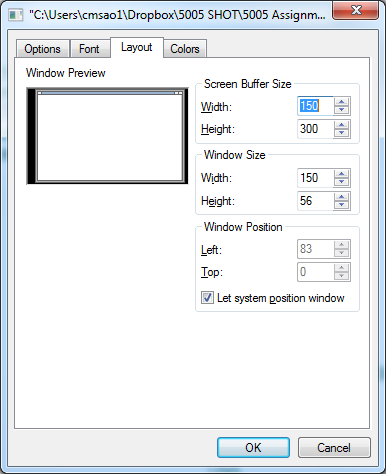 "C:\Users\cmsao1\Dropbox\5005 SHOT\5005 Assignm...
Options Font Layout Colors
Window Preview
Screen Buffer Size
Width: 150
Height: 300
Window Size
Width: 150
Height: 56
Window Position
Left: 83
Top: 0
Let system position window
OK Cancel